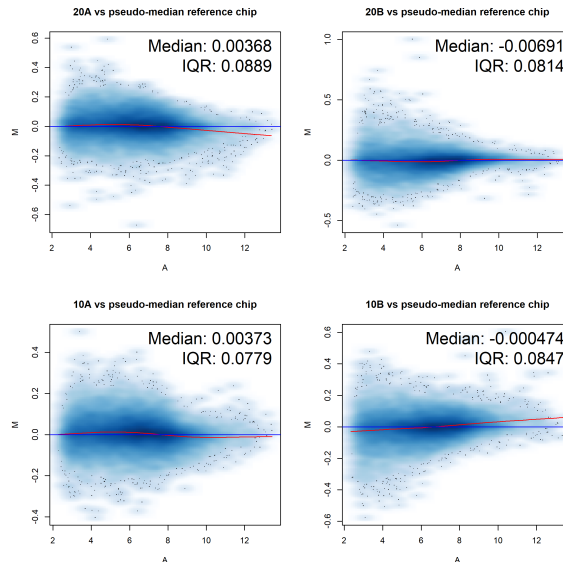 20A vs pseudo-median reference chip
Median: 0.00368
IQR: 0.0889
M
0.6
0.4
0.2
0.0
-0.2
-0.4
-0.6
2 4 6 8 10 12
A
20B vs pseudo-median reference chip
Median: -0.00691
IQR: 0.0814
M
1.0
0.5
0.0
-0.5
2 4 6 8 10 12
A
10A vs pseudo-median reference chip
Median: 0.00373
IQR: 0.0779
M
0.4
0.2
0.0
-0.2
-0.4
2 4 6 8 10 12
A
10B vs pseudo-median reference chip
Median: -0.000474
IQR: 0.0847
M
0.6
0.4
0.2
0.0
-0.2
-0.4
-0.6
2 4 6 8 10 12
A